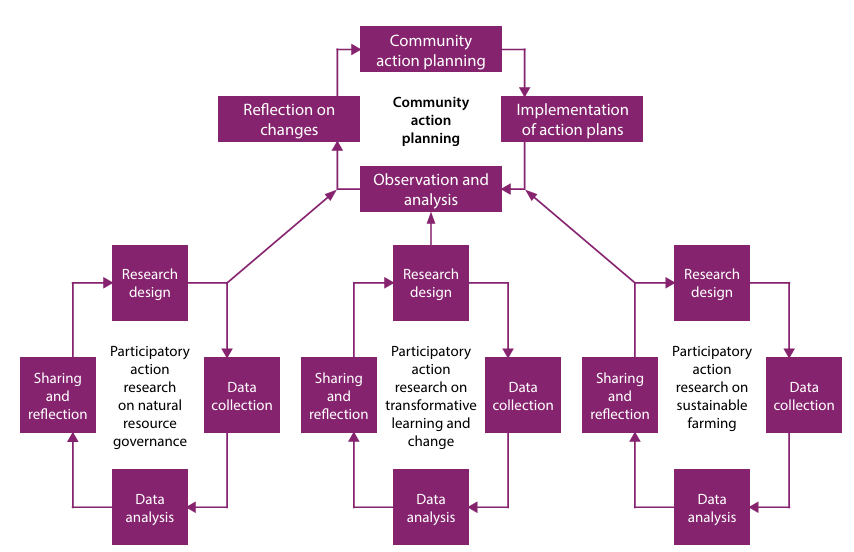 Community
action planning
Reflection on
changes
Community
action
planning
Implementation
of action plans
Observation and
analysis
Research
design
Sharing
and
reflection
Participatory
action
research
on natural
resource
governance
Data
collection
Data
analysis
Research
design
Sharing
and
reflection
Participatory
action
research on
transformative
learning and
change
Data
collection
Data
analysis
Research
design
Sharing
and
reflection
Participatory
action
research on
sustainable
farming
Data
collection
Data
analysis